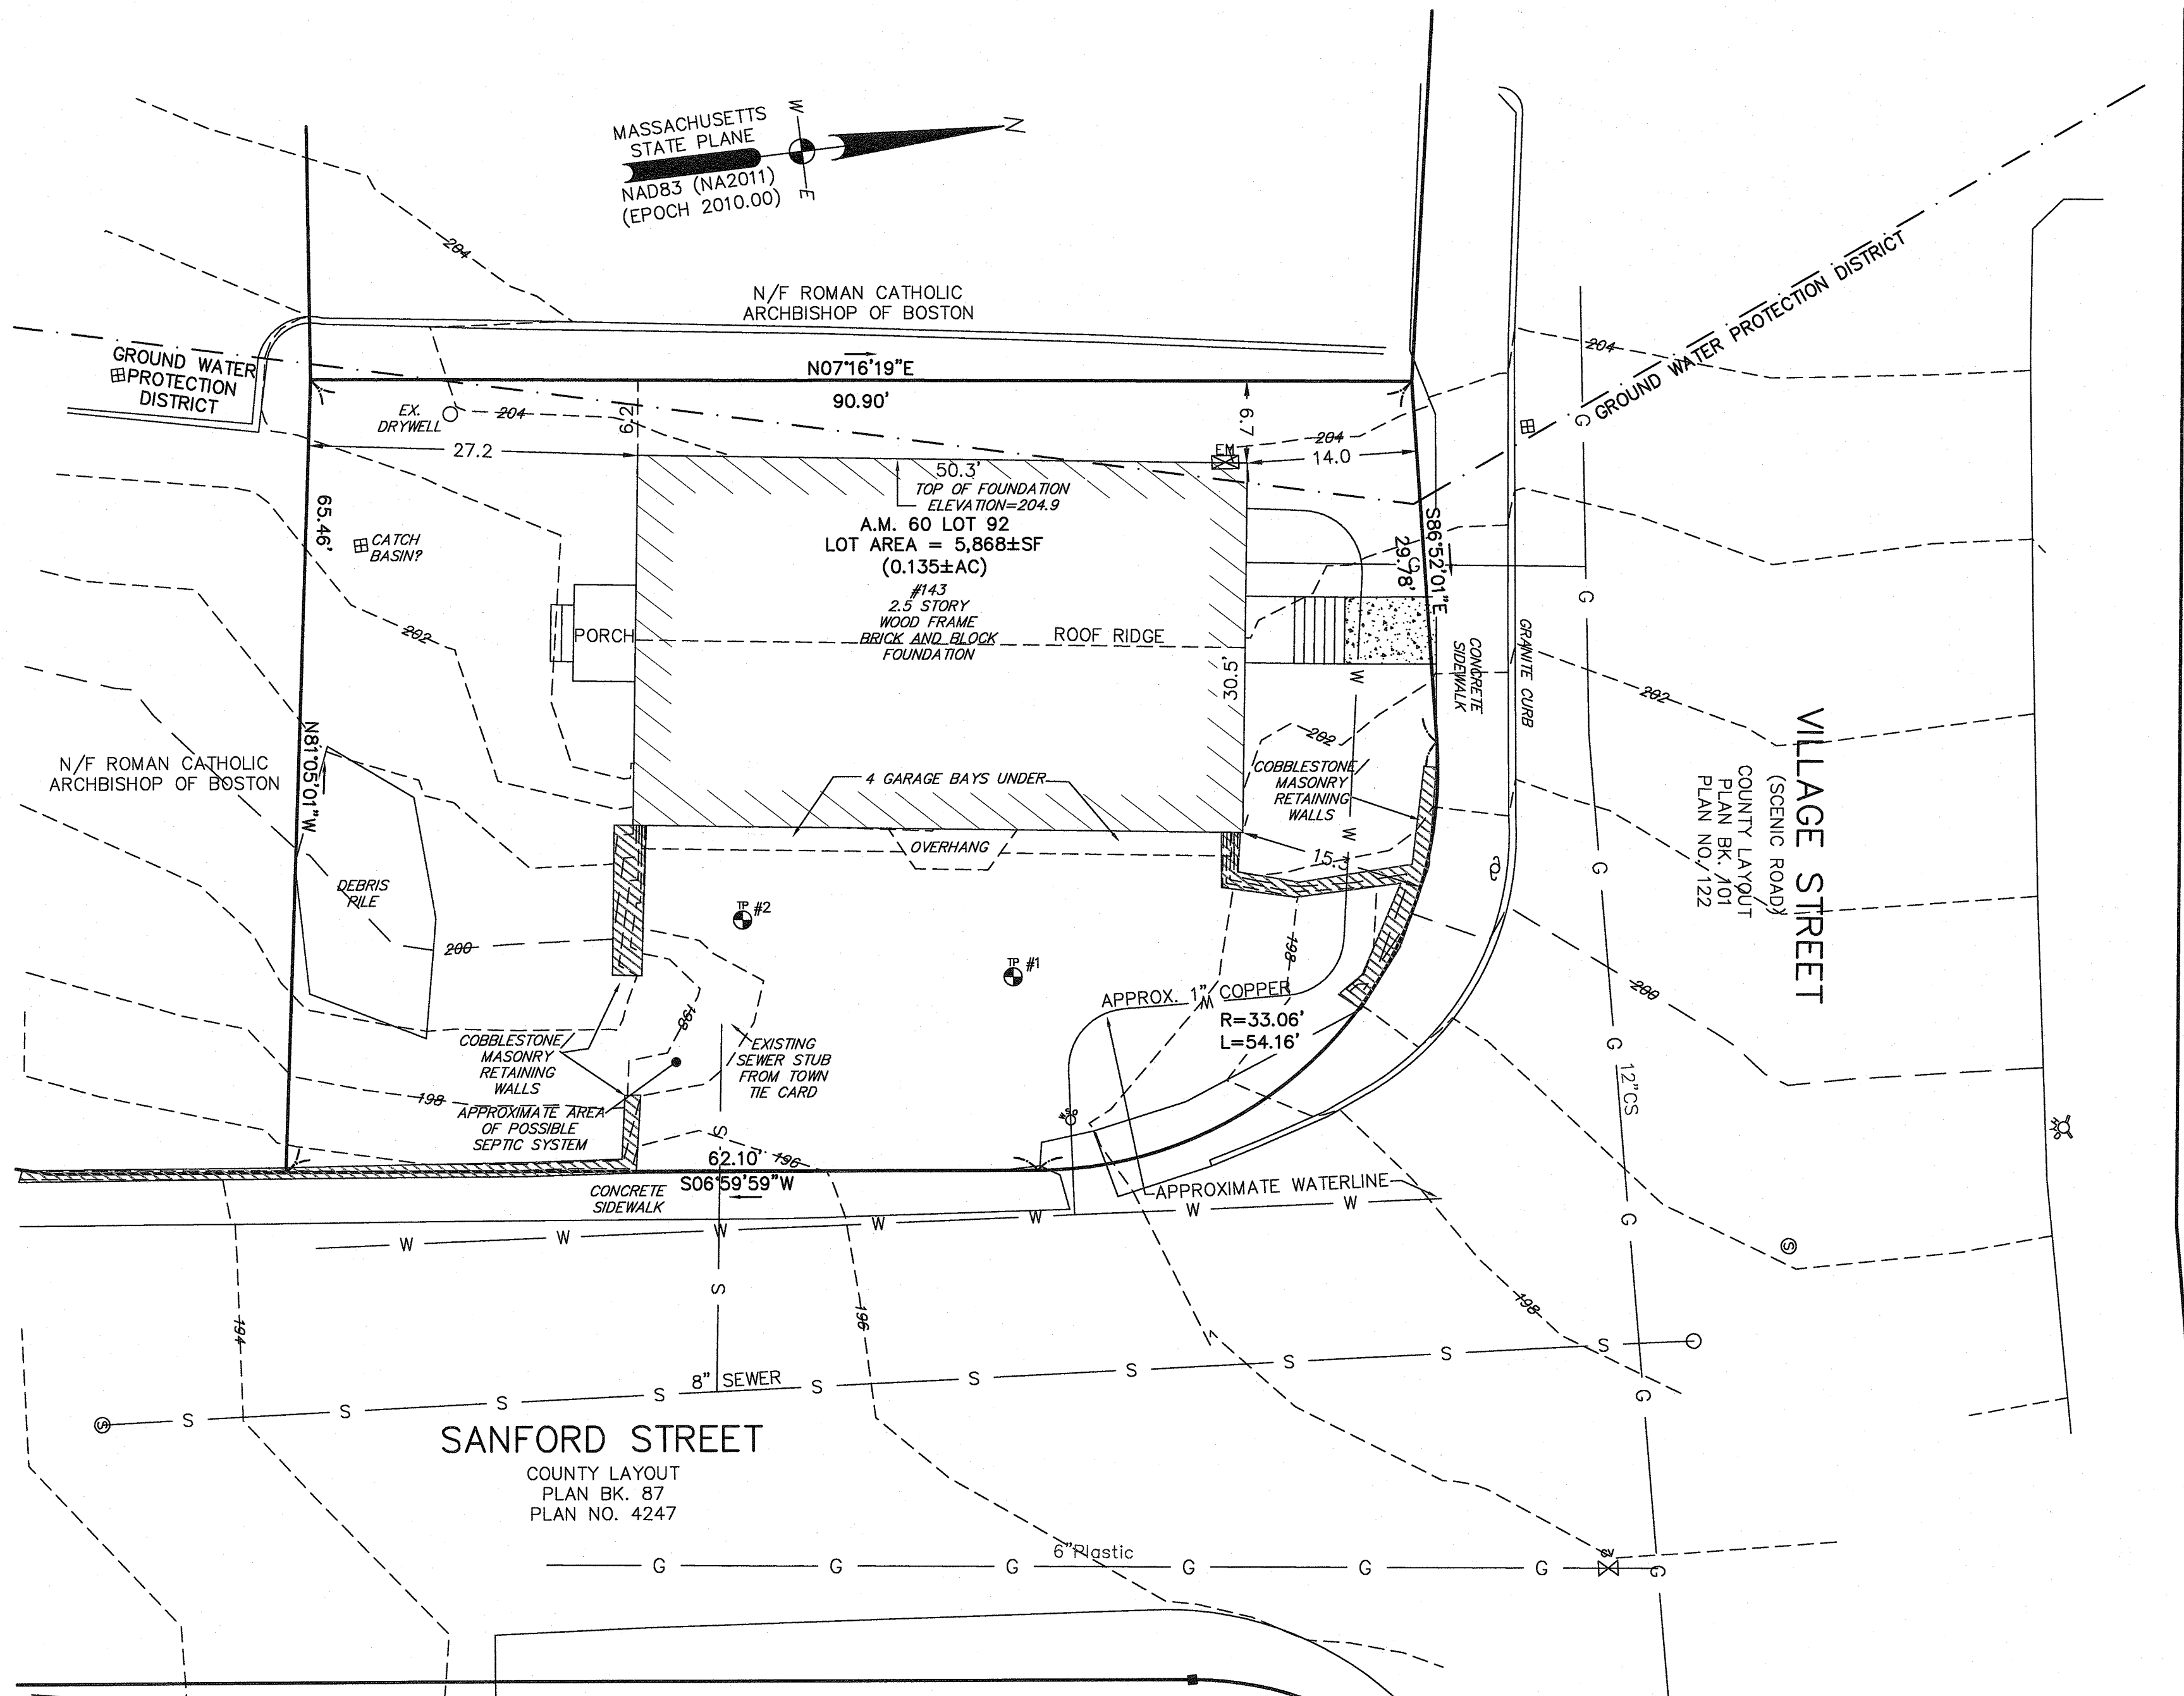 MASSACHUSETTS
STATE PLANE
NAD83 (NA2011)
(EPOCH 2010.00)
W
E
N
204
N/F ROMAN CATHOLIC
ARCHBISHOP OF BOSTON
GROUND WATER
PROTECTION
DISTRICT
N07°16'19"E
90.90'
EX.
DRYWELL
204
6.2
27.2
6.7
EM
204
14.0
50.3'
TOP OF FOUNDATION
ELEVATION=204.9
A.M. 60 LOT 92
LOT AREA = 5,868±SF
(0.135±AC)
#143
2.5 STORY
WOOD FRAME
BRICK AND BLOCK
FOUNDATION
ROOF RIDGE
PORCH
30.5'
65.46'
N81°05'01"W
CATCH
BASIN?
202
S86°52'01"E
29.78'
G
GROUND WATER PROTECTION DISTRICT
204
G
G
CONCRETE
SIDEWALK
GRANITE CURB
202
VILLAGE STREET
(SCENIC ROAD)
COUNTY LAYOUT
PLAN BK. 101
PLAN NO. 122
N/F ROMAN CATHOLIC
ARCHBISHOP OF BOSTON
4 GARAGE BAYS UNDER
OVERHANG
202
COBBLESTONE
MASONRY
RETAINING
WALLS
W
W
15.3
G
DEBRIS
PILE
200
TP #2
TP #1
198
198
200
APPROX. 1" COPPER
W
R=33.06'
L=54.16'
COBBLESTONE
MASONRY
RETAINING
WALLS
EXISTING
SEWER STUB
FROM TOWN
TIE CARD
198
APPROXIMATE AREA
OF POSSIBLE
SEPTIC SYSTEM
WSO
G 12"CS
G
S
62.10'
196
S06°59'59"W
CONCRETE
SIDEWALK
APPROXIMATE WATERLINE
W W W W W W W
S
194
196
198
S
8" SEWER
S S S S S S S S S S
S
G
SANFORD STREET
COUNTY LAYOUT
PLAN BK. 87
PLAN NO. 4247
6"Plastic
G G G G G G
GV
G